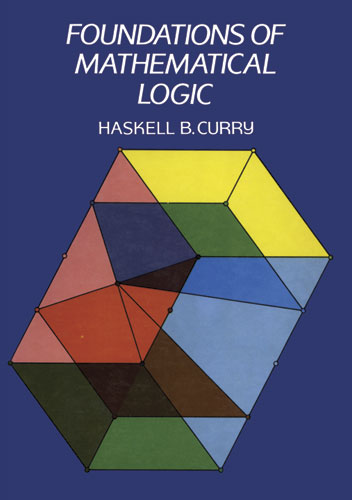 FOUNDATIONS OF
MATHEMATICAL
LOGIC
HASKELL B. CURRY